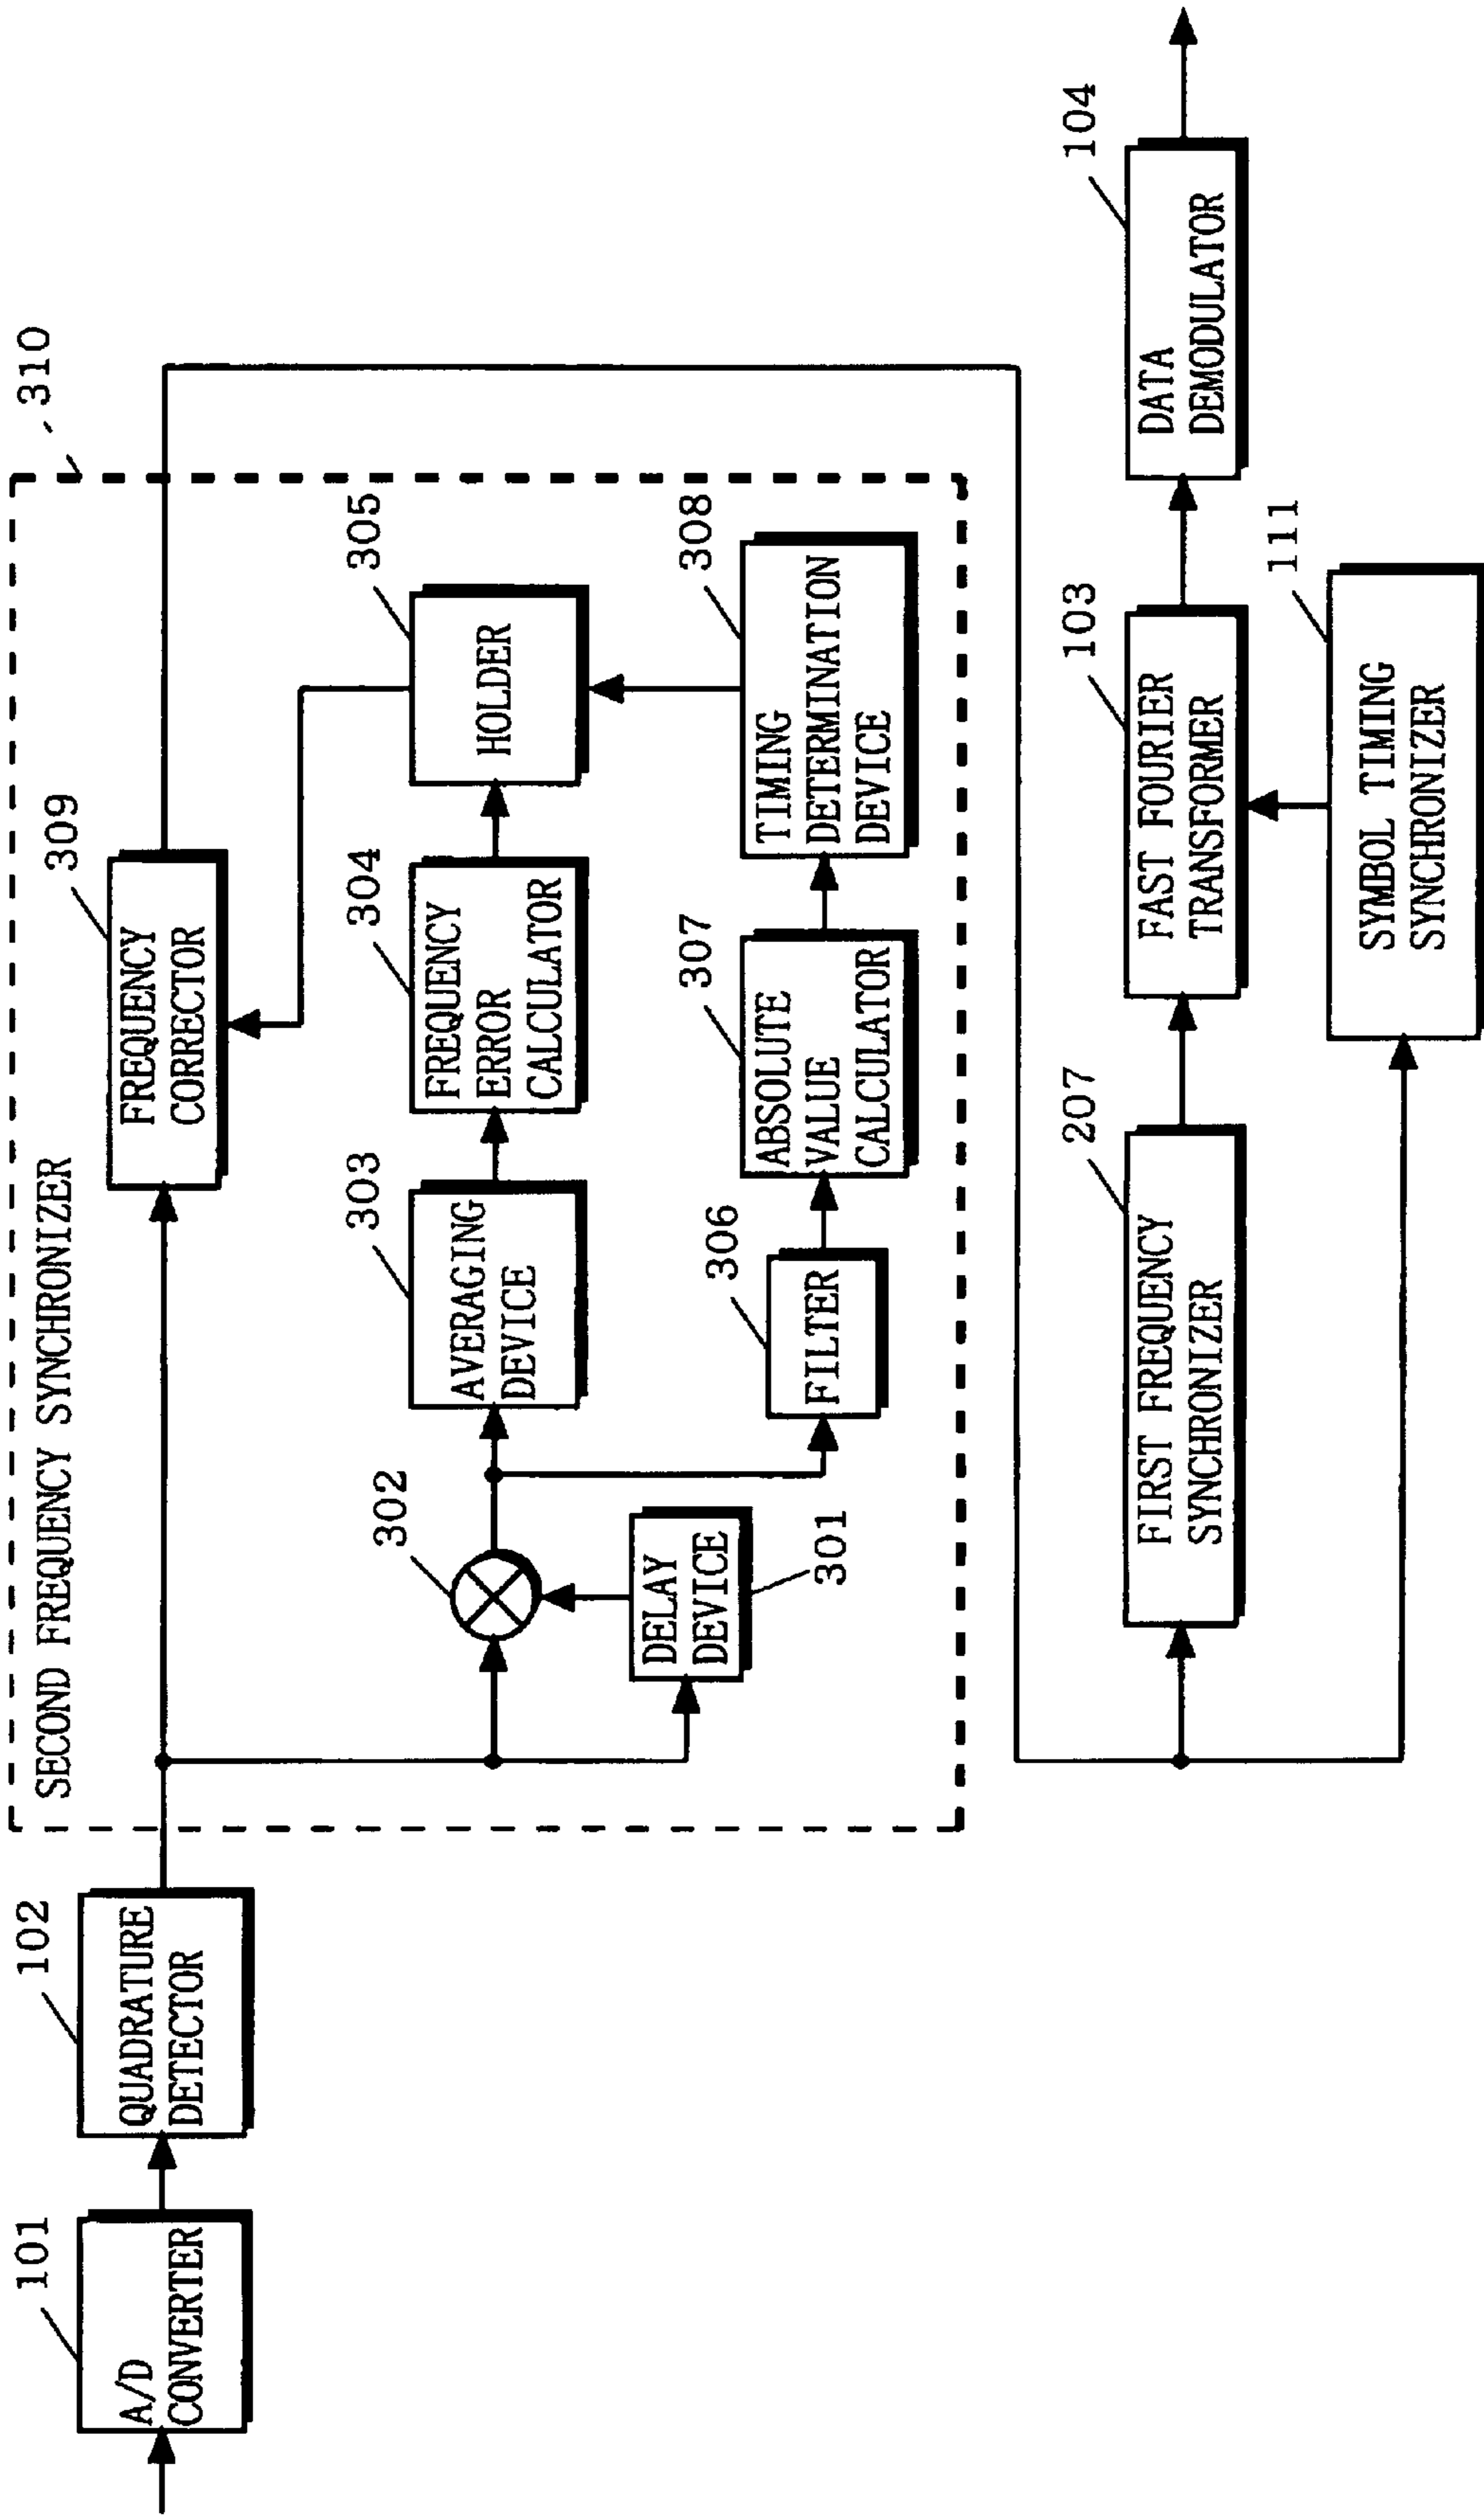 101
A/D
CONVERTER
102
QUADRATURE
DETECTOR
SECOND FREQUENCY SYNCHRONIZER
310
309
FREQUENCY
CORRECTOR
302
DELAY
DEVICE
301
303
AVERAGING
DEVICE
304
FREQUENCY
ERROR
CALCULATOR
305
HOLDER
306
FILTER
307
ABSOLUTE
VALUE
CALCULATOR
308
TIMING
DETERMINATION
DEVICE
207
FIRST FREQUENCY
SYNCHRONIZER
103
FAST FOURIER
TRANSFORMER
104
DATA
DEMODULATOR
111
SYMBOL TIMING
SYNCHRONIZER